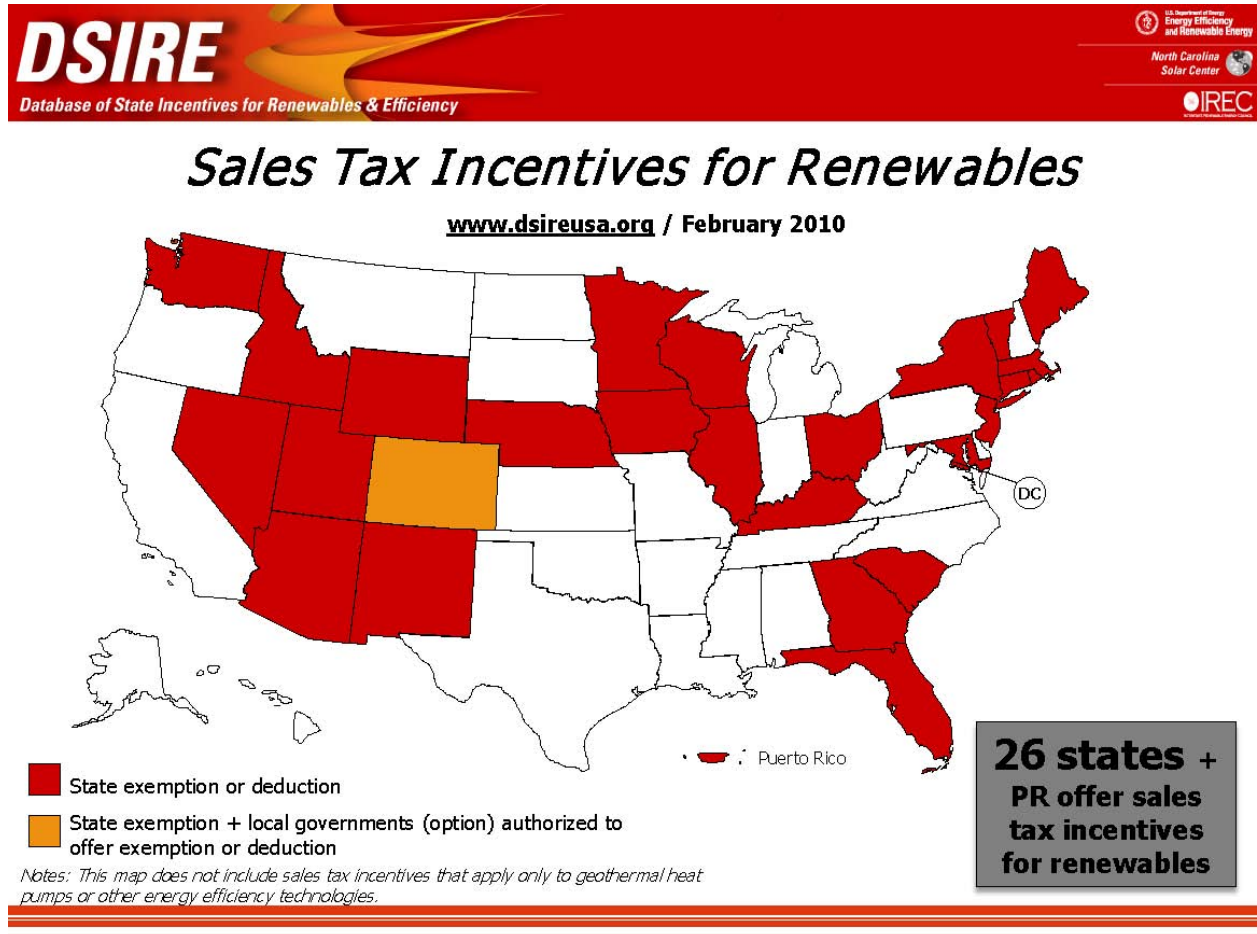 DSIRE
Database of State Incentives for Renewables & Efficiency
U.S. Department of Energy
Energy Efficiency
and Renewable Energy
North Carolina
Solar Center
IREC
INTERSTATE RENEWABLE ENERGY COUNCIL
Sales Tax Incentives for Renewables
www.dsireusa.org / February 2010
DC
Puerto Rico
State exemption or deduction
State exemption + local governments (option) authorized to
offer exemption or deduction
Notes: This map does not include sales tax incentives that apply only to geothermal heat
pumps or other energy efficiency technologies.
26 states +
PR offer sales
tax incentives
for renewables